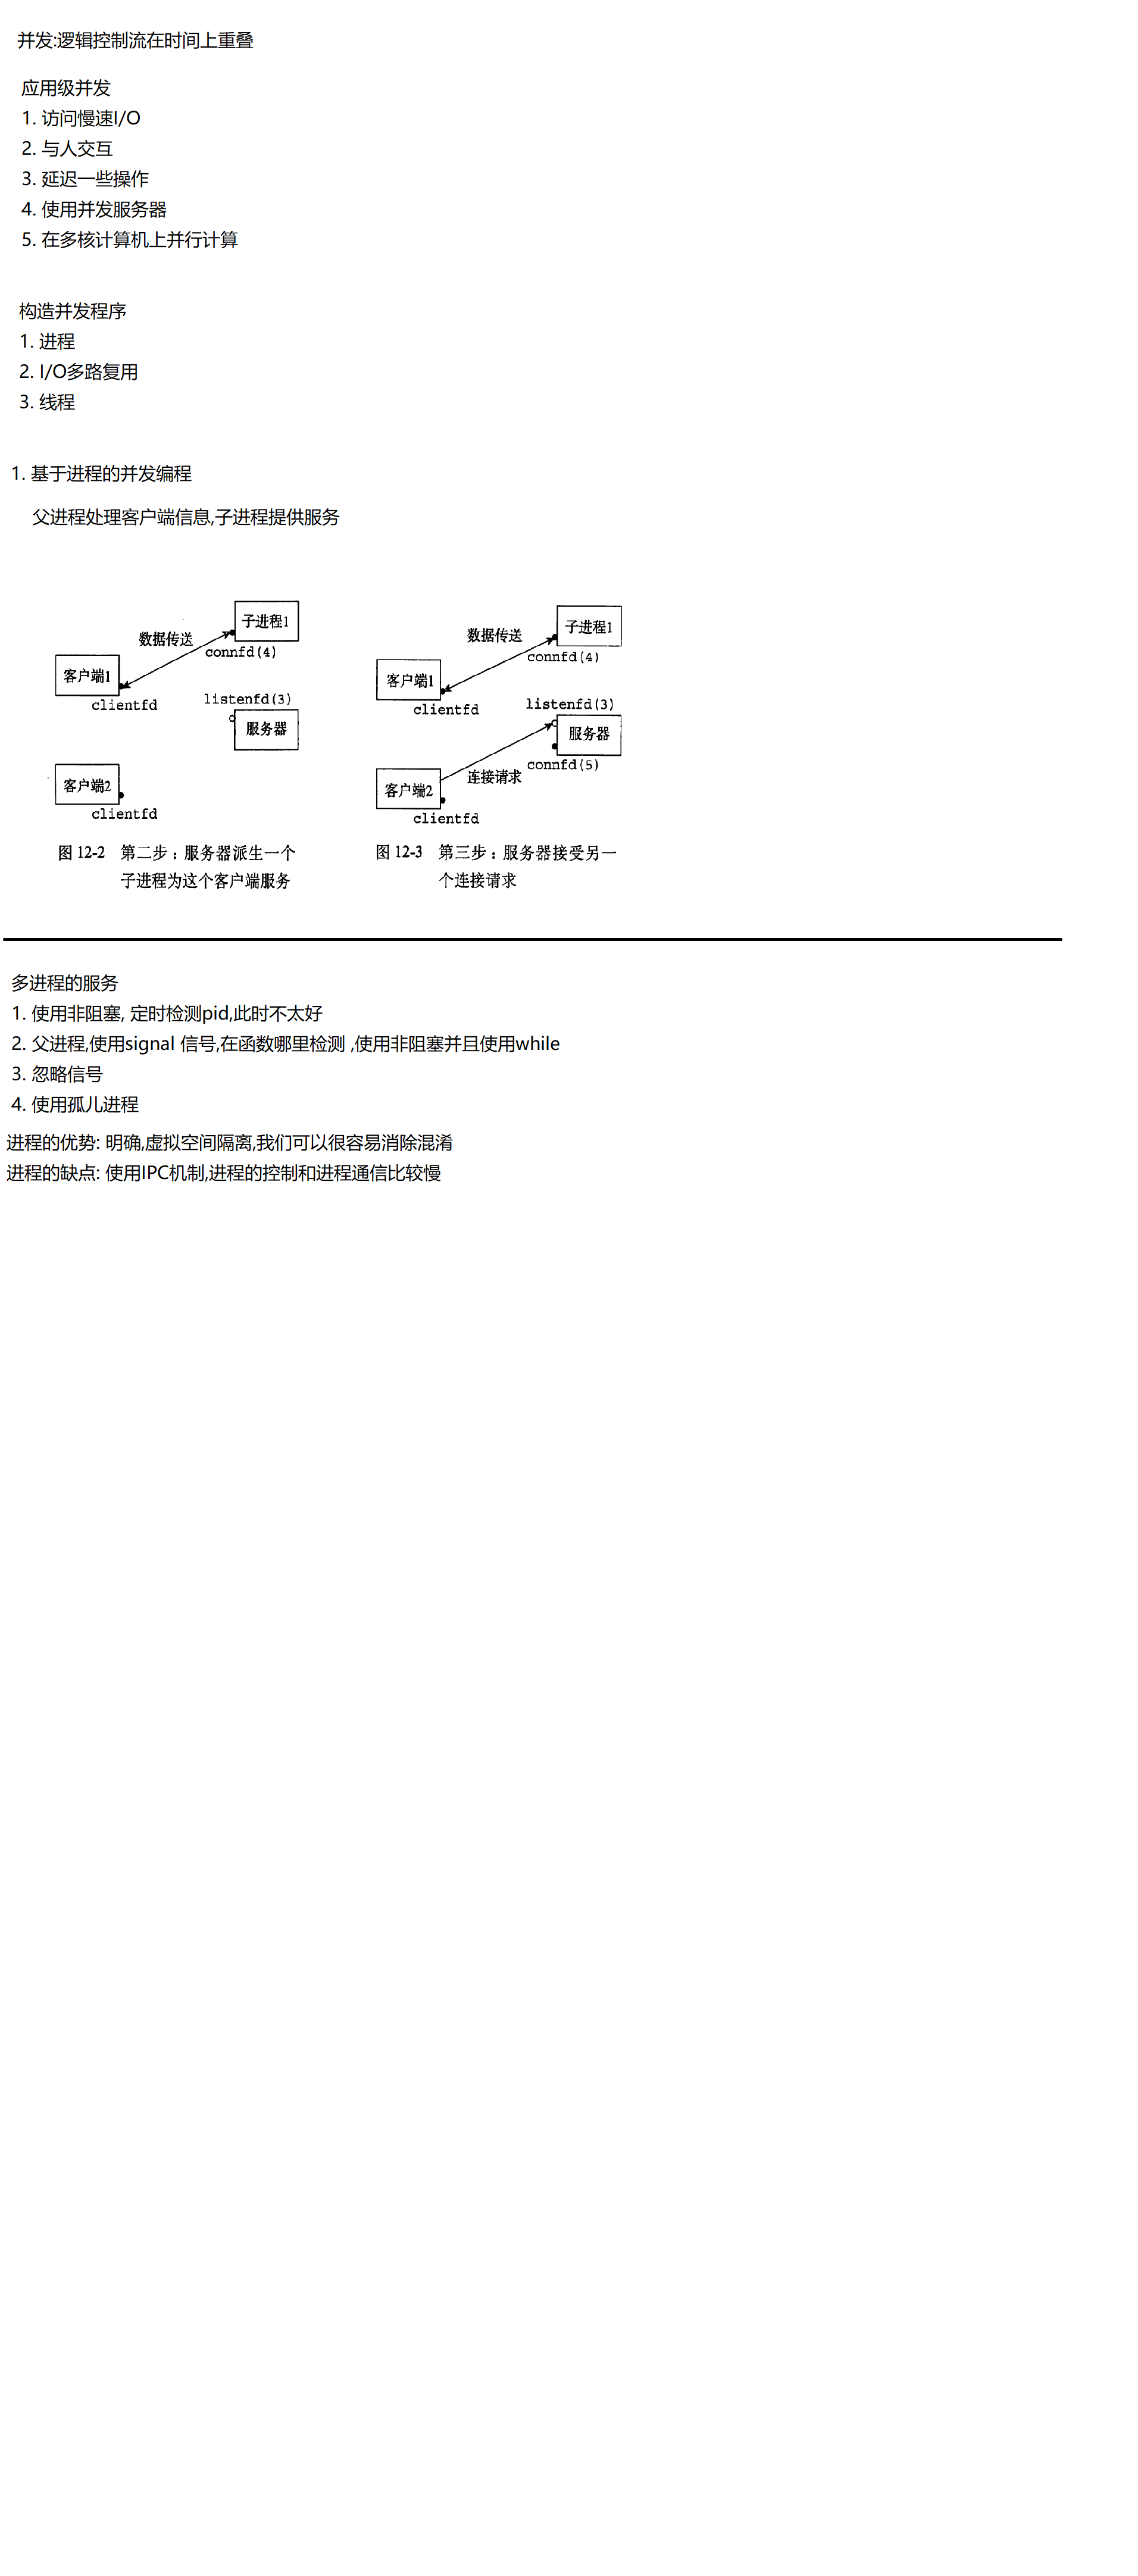 并发:逻辑控制流在时间上重叠
应用级并发
1. 访问慢速I/O
2. 与人交互
3. 延迟一些操作
4. 使用并发服务器
5. 在多核计算机上并行计算
构造并发程序
1. 进程
2. I/O多路复用
3. 线程
1. 基于进程的并发编程
父进程处理客户端信息,子进程提供服务
子进程1
数据传送
connfd(4)
客户端1
clientfd
listenfd(3)
服务器
客户端2
clientfd
图 12-2 第二步：服务器派生一个
子进程为这个客户端服务
子进程1
数据传送
connfd(4)
客户端1
clientfd
listenfd(3)
服务器
connfd(5)
连接请求
客户端2
clientfd
图 12-3 第三步：服务器接受另一
个连接请求
多进程的服务
1. 使用非阻塞, 定时检测pid,此时不太好
2. 父进程,使用signal 信号,在函数哪里检测 ,使用非阻塞并且使用while
3. 忽略信号
4. 使用孤儿进程
进程的优势: 明确,虚拟空间隔离,我们可以很容易消除混淆
进程的缺点: 使用IPC机制,进程的控制和进程通信比较慢